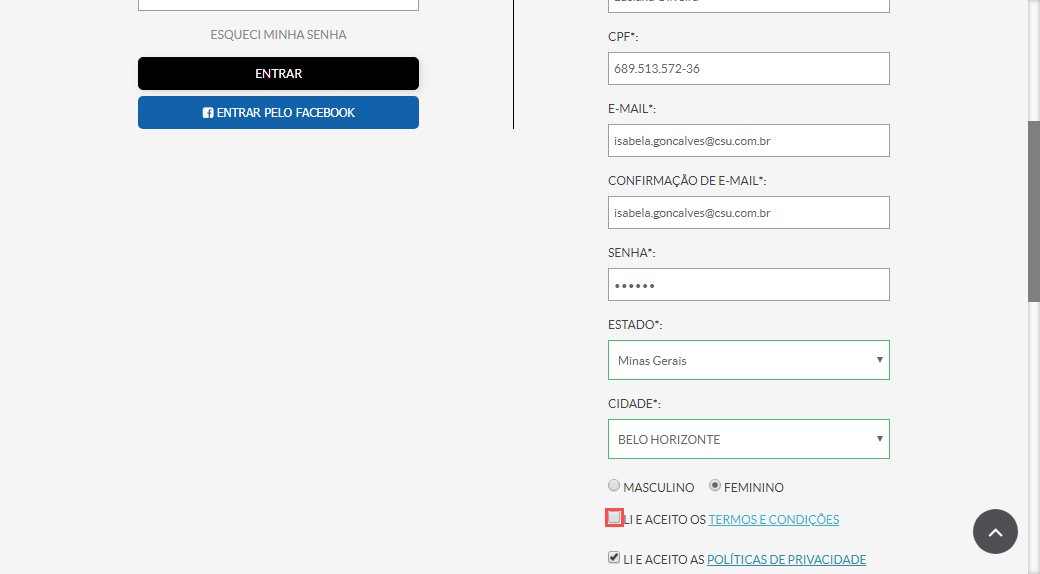 ESQUECI MINHA SENHA
ENTRAR
ENTRAR PELO FACEBOOK
CPF*:
689.513.572-36
E-MAIL*:
isabela.goncalves@csu.com.br
CONFIRMAÇÃO DE E-MAIL*:
isabela.goncalves@csu.com.br
SENHA*:
••••••
ESTADO*:
Minas Gerais
CIDADE*:
BELO HORIZONTE
MASCULINO FEMININO
LI E ACEITO OS TERMOS E CONDIÇÕES
LI E ACEITO AS POLÍTICAS DE PRIVACIDADE